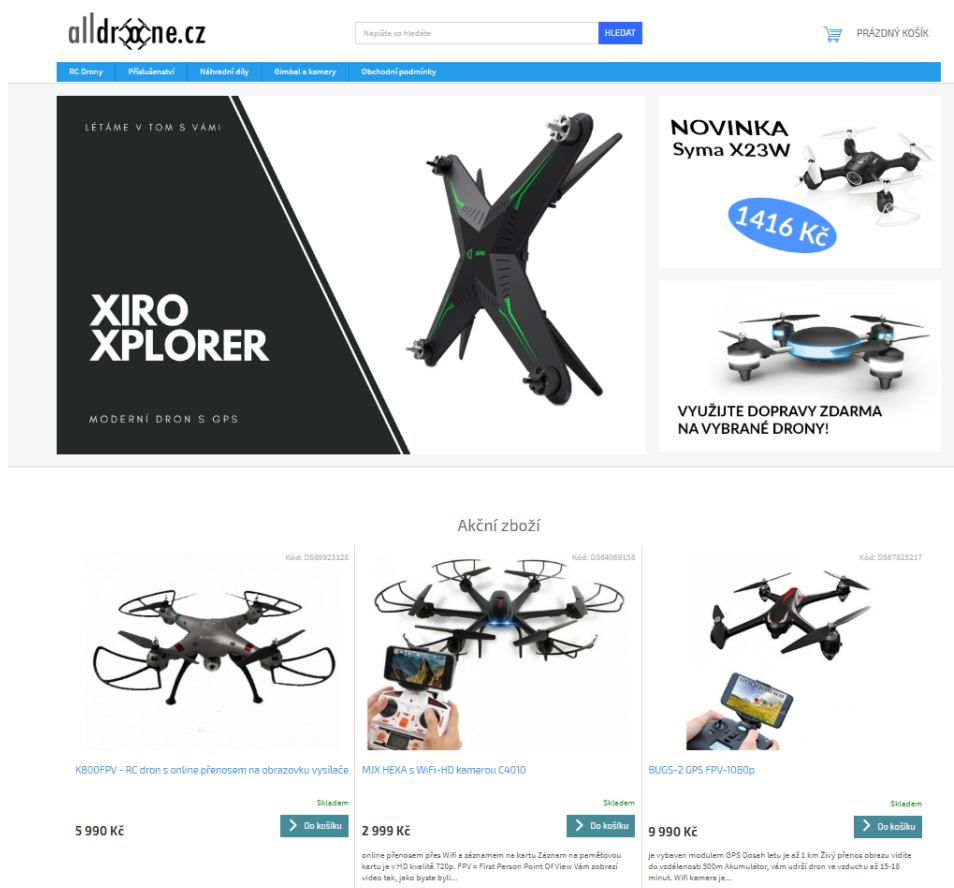 alldrone.cz
Napište co hledáte
HLEDAT
PRÁZDNÝ KOŠÍK
RC Drony
Příslušenství
Náhradní díly
Gimbal a kamery
Obchodní podmínky
LÉTÁME V TOM S VÁMI
XIRO
XPLORER
MODERNÍ DRON S GPS
XIRO
NOVINKA
Syma X23W
1416 Kč
VYUŽIJTE DOPRAVY ZDARMA
NA VYBRANÉ DRONY!
Akční zboží
Kód: DS89923128
K800FPV - RC dron s online přenosem na obrazovku vysílače
Skladem
5 990 Kč
Do košíku
Kód: DS64069158
MJX HEXA s WiFi-HD kamerou C4010
Skladem
2 999 Kč
Do košíku
online přenosem přes Wifi a záznamem na kartu Záznam na paměťovou
kartu je v HD kvalitě 720p. FPV = First Person Point Of View Vám zobrazí
video tak, jako byste byli...
Kód: DS67825217
BUGS-2 GPS FPV-1080p
Skladem
9 990 Kč
Do košíku
je vybaven modulem GPS Dosah letu je až 1 km Živý přenos obrazu vidíte
do vzdálenosti 500m Akumulátor, vám udrží dron ve vzduchu až 15-18
minut. Wifi kamera je...